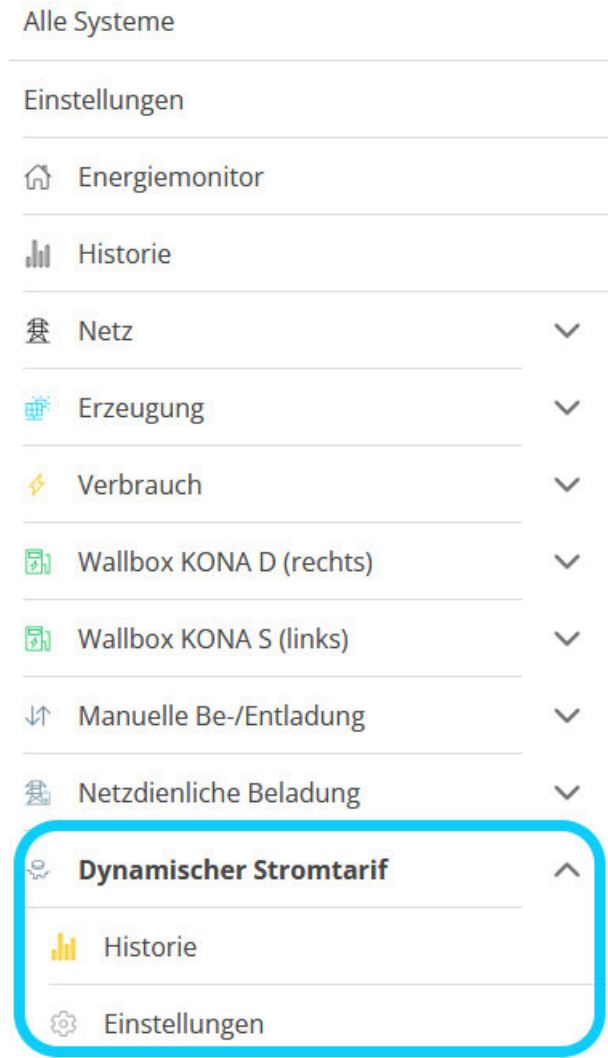 Alle Systeme
Einstellungen
Energiemonitor
Historie
Netz
Erzeugung
Verbrauch
Wallbox KONA D (rechts)
Wallbox KONA S (links)
Manuelle Be-/Entladung
Netzdienliche Beladung
Dynamischer Stromtarif
Historie
Einstellungen